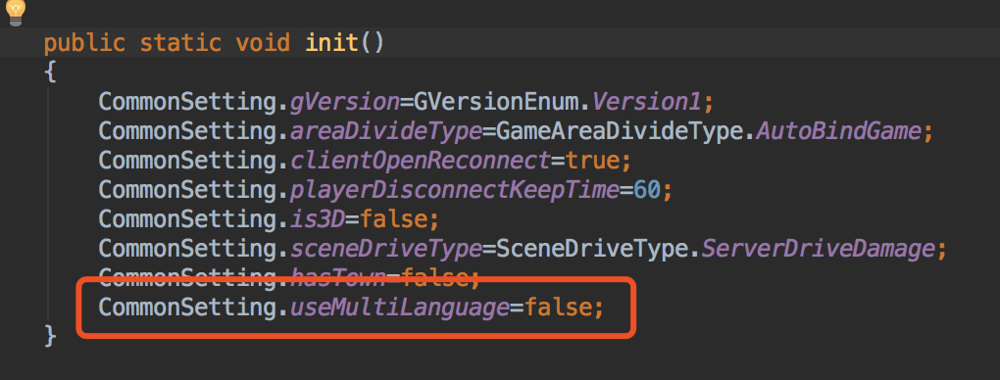 public static void init()
{
CommonSetting.gVersion=GVersionEnum.Version1;
CommonSetting.areaDivideType=GameAreaDivideType.AutoBindGame;
CommonSetting.clientOpenReconnect=true;
CommonSetting.playerDisconnectKeepTime=60;
CommonSetting.is3D=false;
CommonSetting.sceneDriveType=SceneDriveType.ServerDriveDamage;
CommonSetting.hasTown=false;
CommonSetting.useMultiLanguage=false;
}